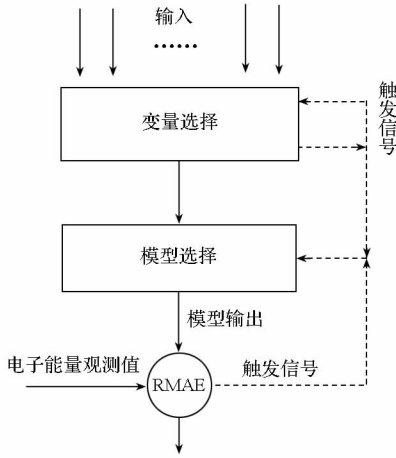 输入
......
变量选择
触发信号
模型选择
模型输出
电子能量观测值
RMAE
触发信号